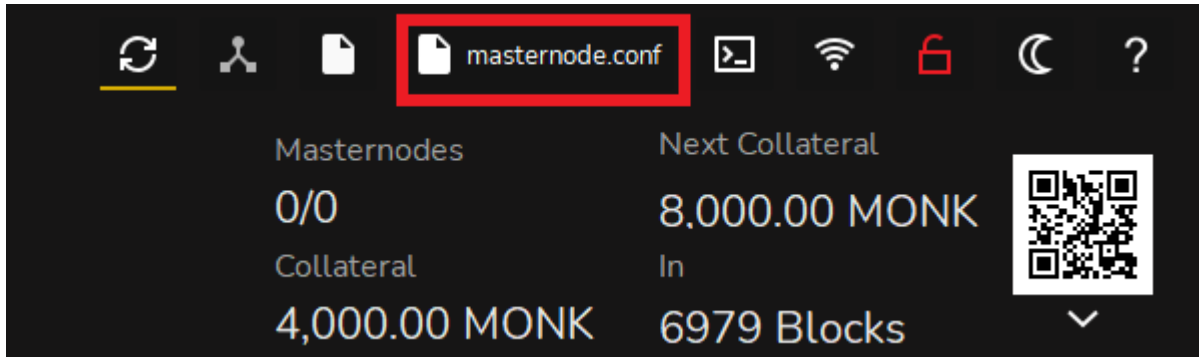 masternode.conf
?
Masternodes
0/0
Collateral
4,000.00 MONK
Next Collateral
8,000.00 MONK
In
6979 Blocks